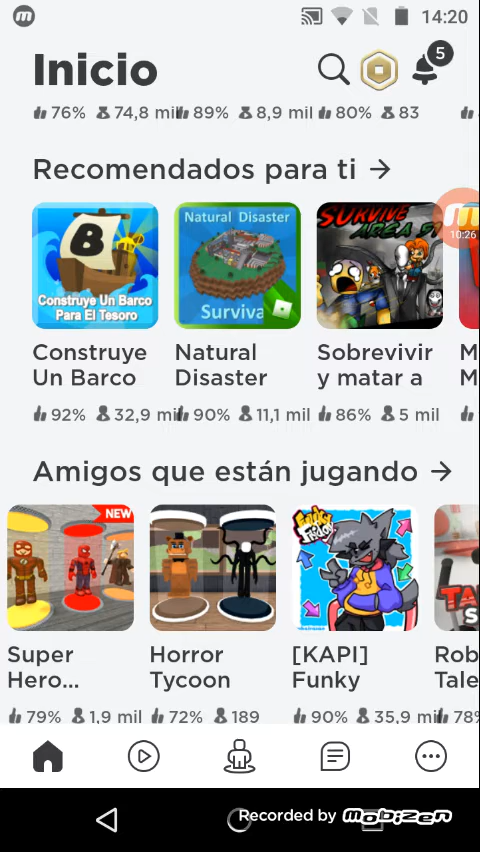 14:20
Inicio
5
76% 74,8 mil 89% 8,9 mil 80% 83
Recomendados para ti →
B
Construye Un Barco
Para El Tesoro
Natural Disaster
Surviva
SURVIVE
AREA 51
10:26
Construye
Un Barco
Natural
Disaster
Sobrevivir
y matar a
M
M
92% 32,9 mil 90% 11,1 mil 86% 5 mil
Amigos que están jugando →
NEW
Funky
Friday
TA
S
Super
Hero...
Horror
Tycoon
[KAPI]
Funky
Rob
Tale
79% 1,9 mil 72% 189 90% 35,9 mil 78%
Recorded by Mobizen